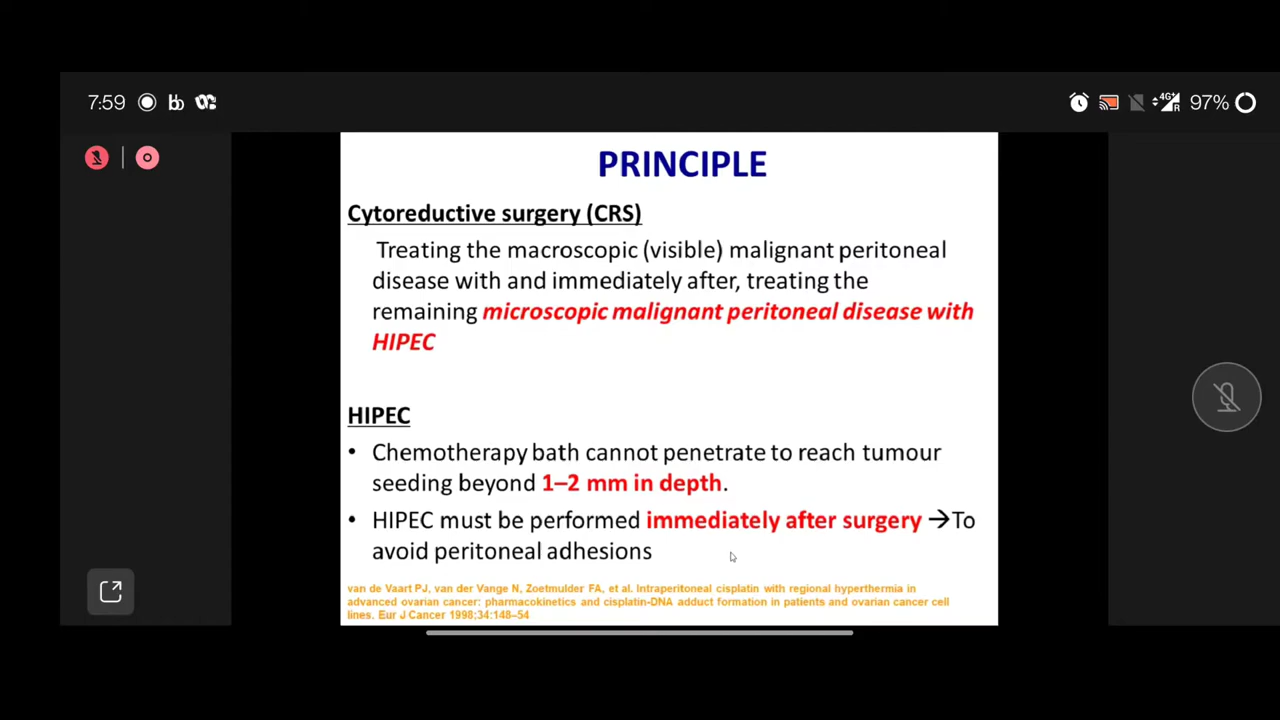 7:59
97%
4G+
R
PRINCIPLE
Cytoreductive surgery (CRS)
Treating the macroscopic (visible) malignant peritoneal
disease with and immediately after, treating the
remaining microscopic malignant peritoneal disease with
HIPEC
HIPEC
• Chemotherapy bath cannot penetrate to reach tumour
seeding beyond 1–2 mm in depth.
• HIPEC must be performed immediately after surgery →To
avoid peritoneal adhesions
van de Vaart PJ, van der Vange N, Zoetmulder FA, et al. Intraperitoneal cisplatin with regional hyperthermia in
advanced ovarian cancer: pharmacokinetics and cisplatin-DNA adduct formation in patients and ovarian cancer cell
lines. Eur J Cancer 1998;34:148–54